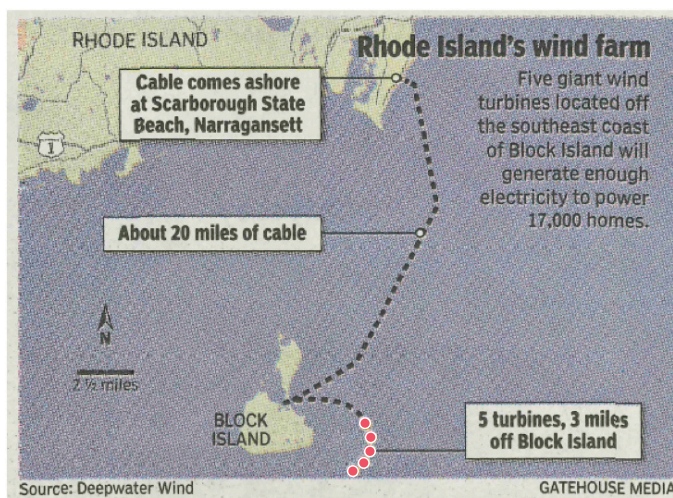 RHODE ISLAND
Rhode Island's wind farm
Cable comes ashore
at Scarborough State
Beach, Narragansett
Five giant wind
turbines located off
the southeast coast
of Block Island will
generate enough
electricity to power
17,000 homes.
1
About 20 miles of cable
N
2 ½ miles
BLOCK
ISLAND
5 turbines, 3 miles
off Block Island
Source: Deepwater Wind
GATEHOUSE MEDIA